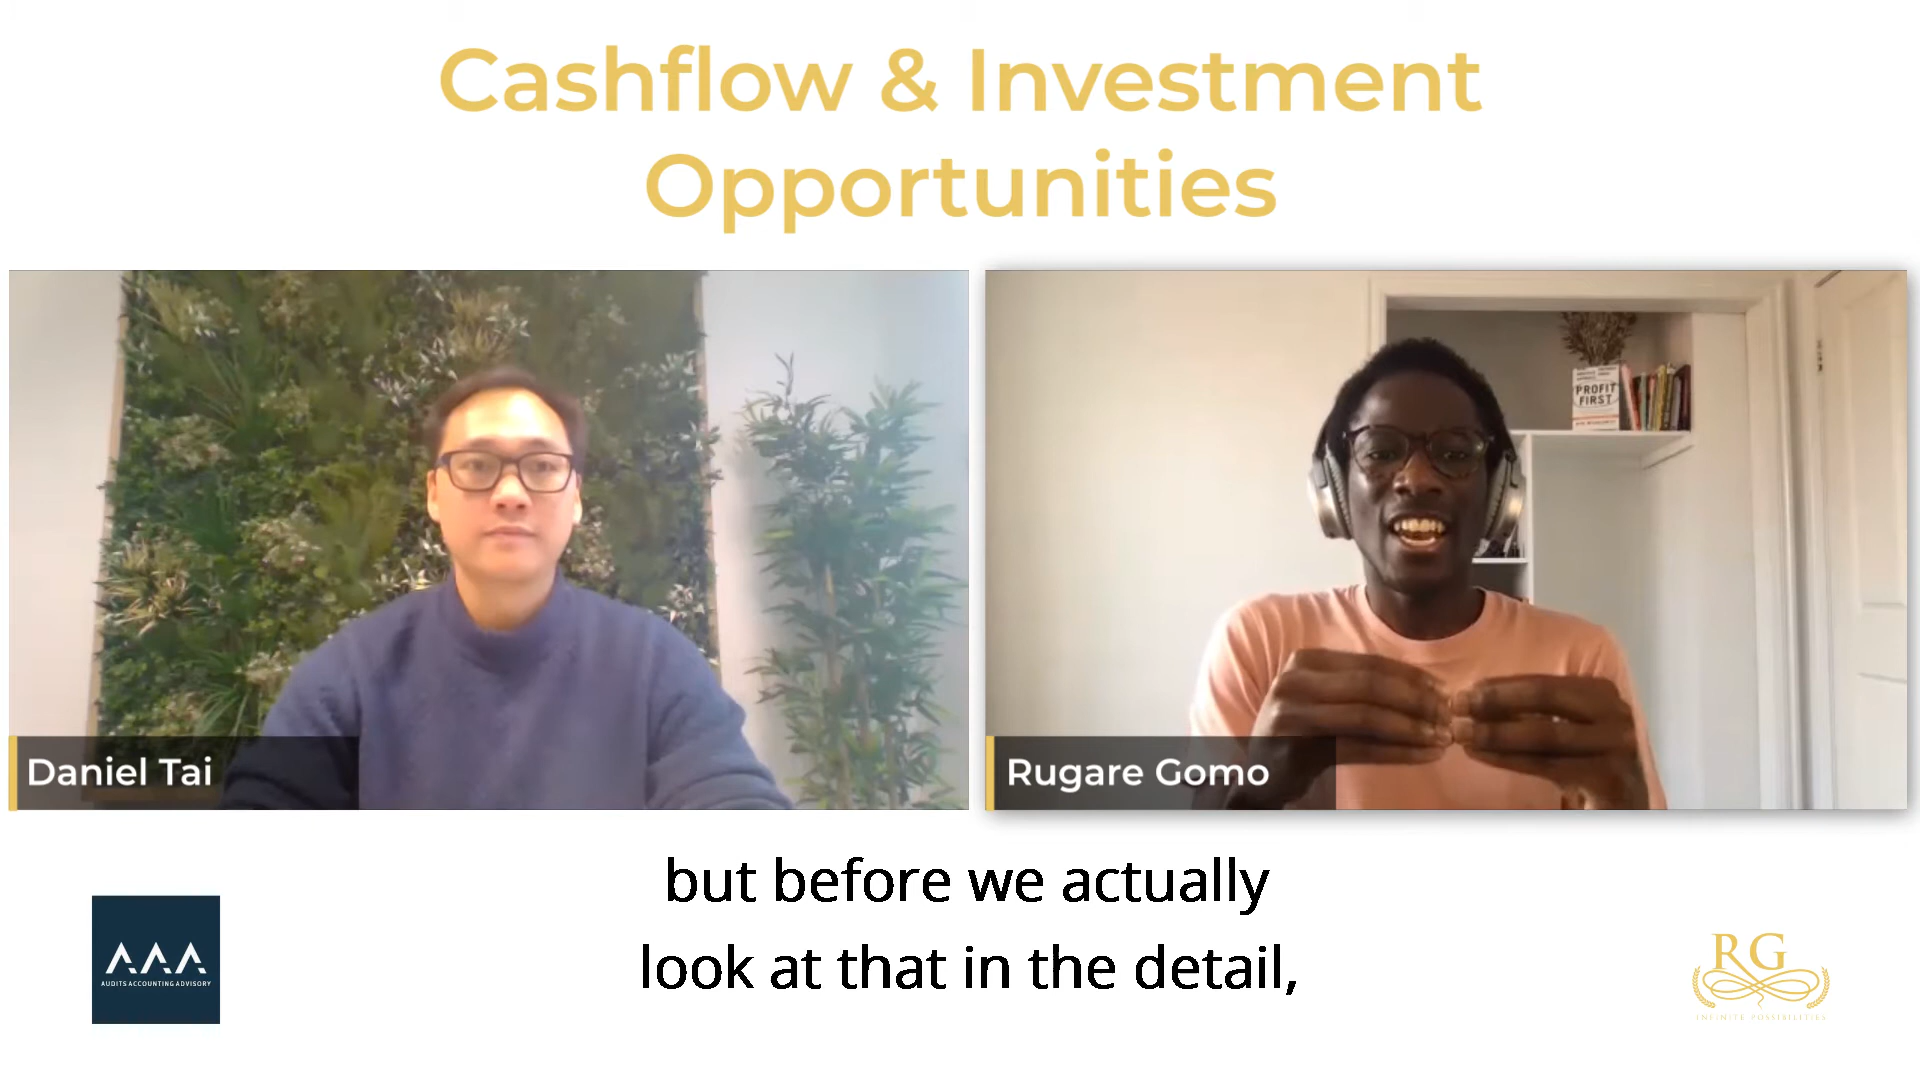 Cashflow & Investment
Opportunities
PROFIT
FIRST
Daniel Tai
Rugare Gomo
but before we actually
look at that in the detail,
AAA
AUDITS ACCOUNTING ADVISORY
RG
INFINITE POSSIBILITIES